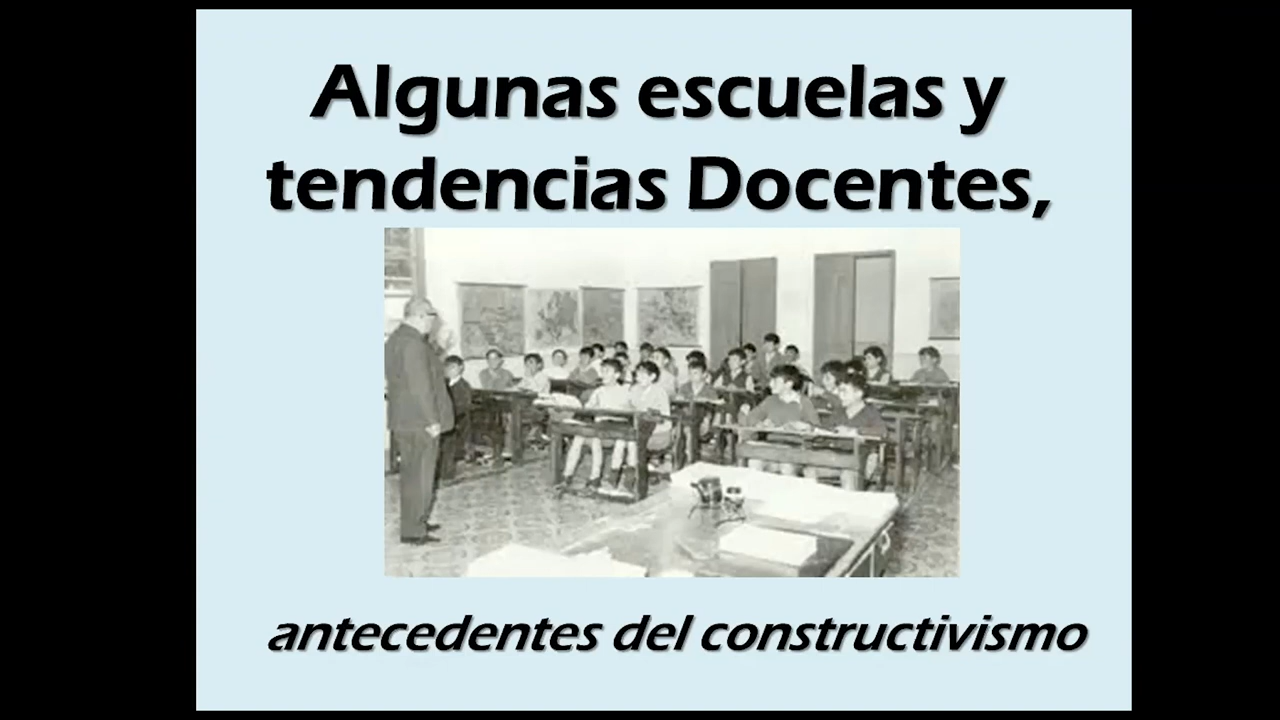 Algunas escuelas y
tendencias Docentes,
antecedentes del constructivismo